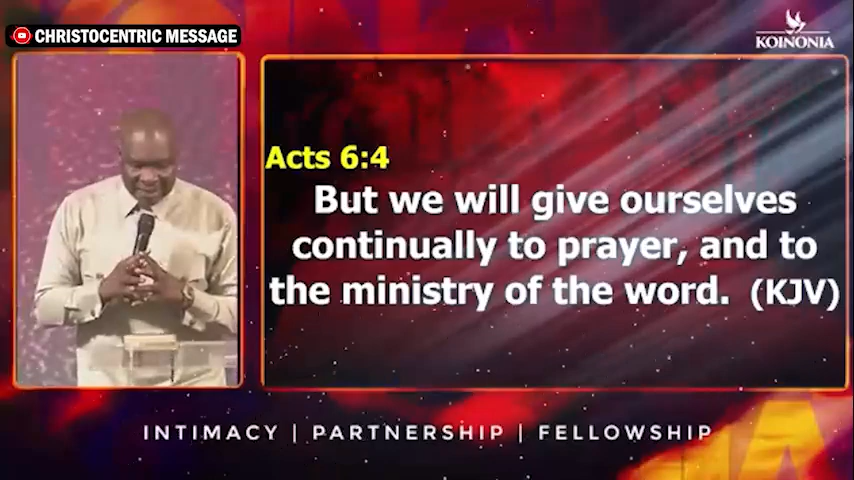 CHRISTOCENTRIC MESSAGE
KOINONIA
Acts 6:4
But we will give ourselves
continually to prayer, and to
the ministry of the word. (KJV)
INTIMACY | PARTNERSHIP | FELLOWSHIP